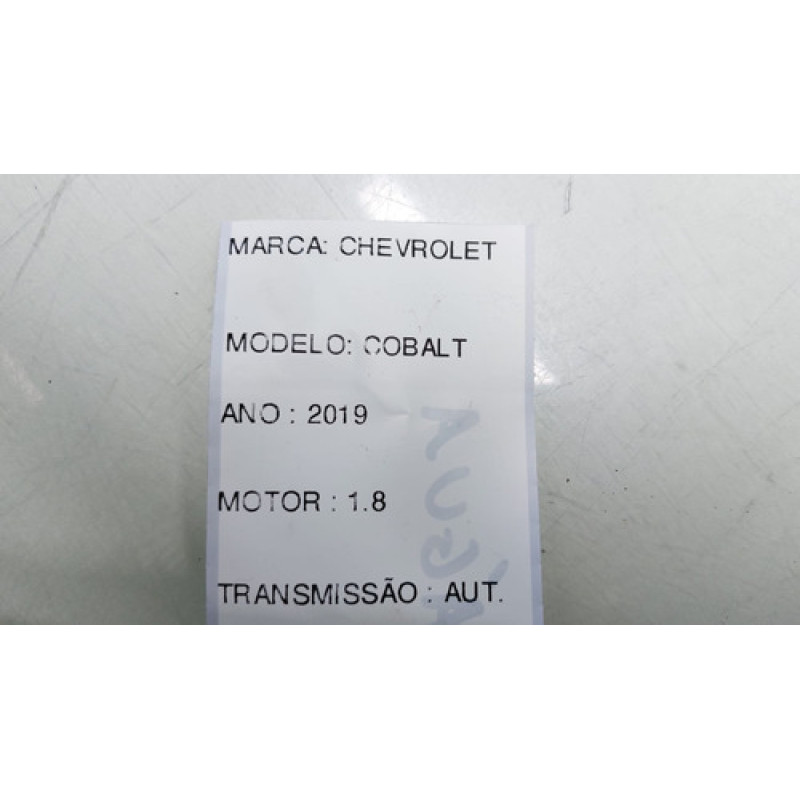 MARCA: CHEVROLET
MODELO: COBALT
ANO : 2019
MOTOR : 1.8
TRANSMISSÃO : AUT.